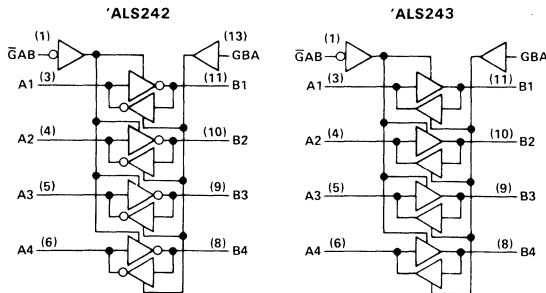 'ALS242 'ALS243
(1) (13) (1)
G̅AB GBA G̅AB GBA
(3) (11) (3) (11)
A1 B1 A1 B1
(4) (10) (4) (10)
A2 B2 A2 B2
(5) (9) (5) (9)
A3 B3 A3 B3
(6) (8) (6) (8)
A4 B4 A4 B4